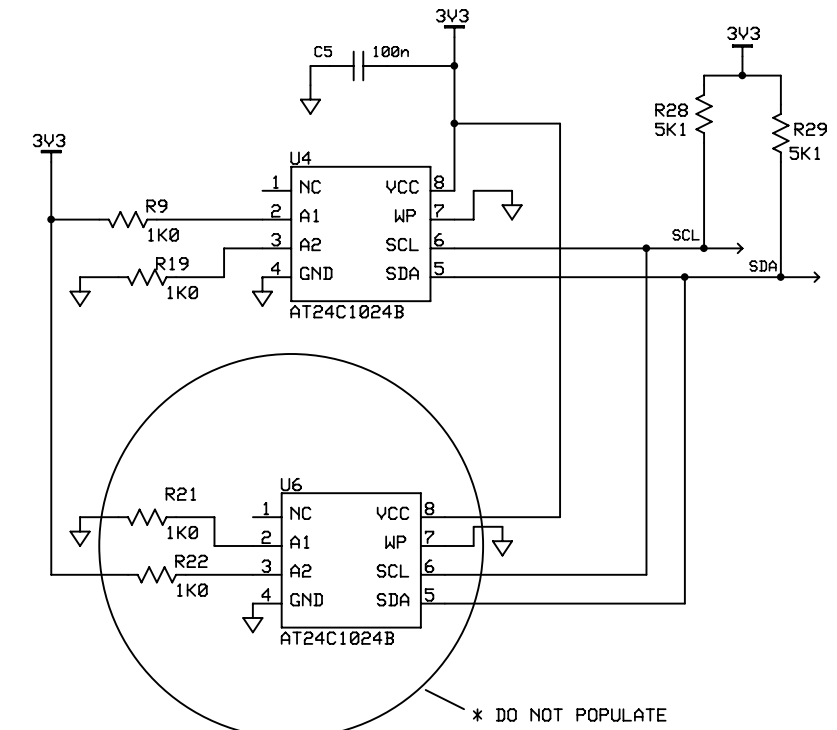 3V3
C5 100n
3V3
R28
5K1
R29
5K1
3V3
U4
1 NC VCC 8
R9
1K0
2 A1 WP 7
3 A2 SCL 6
SCL
R19
1K0
4 GND SDA 5
SDA
AT24C1024B
U6
R21
1K0
1 NC VCC 8
2 A1 WP 7
R22
1K0
3 A2 SCL 6
4 GND SDA 5
AT24C1024B
* DO NOT POPULATE